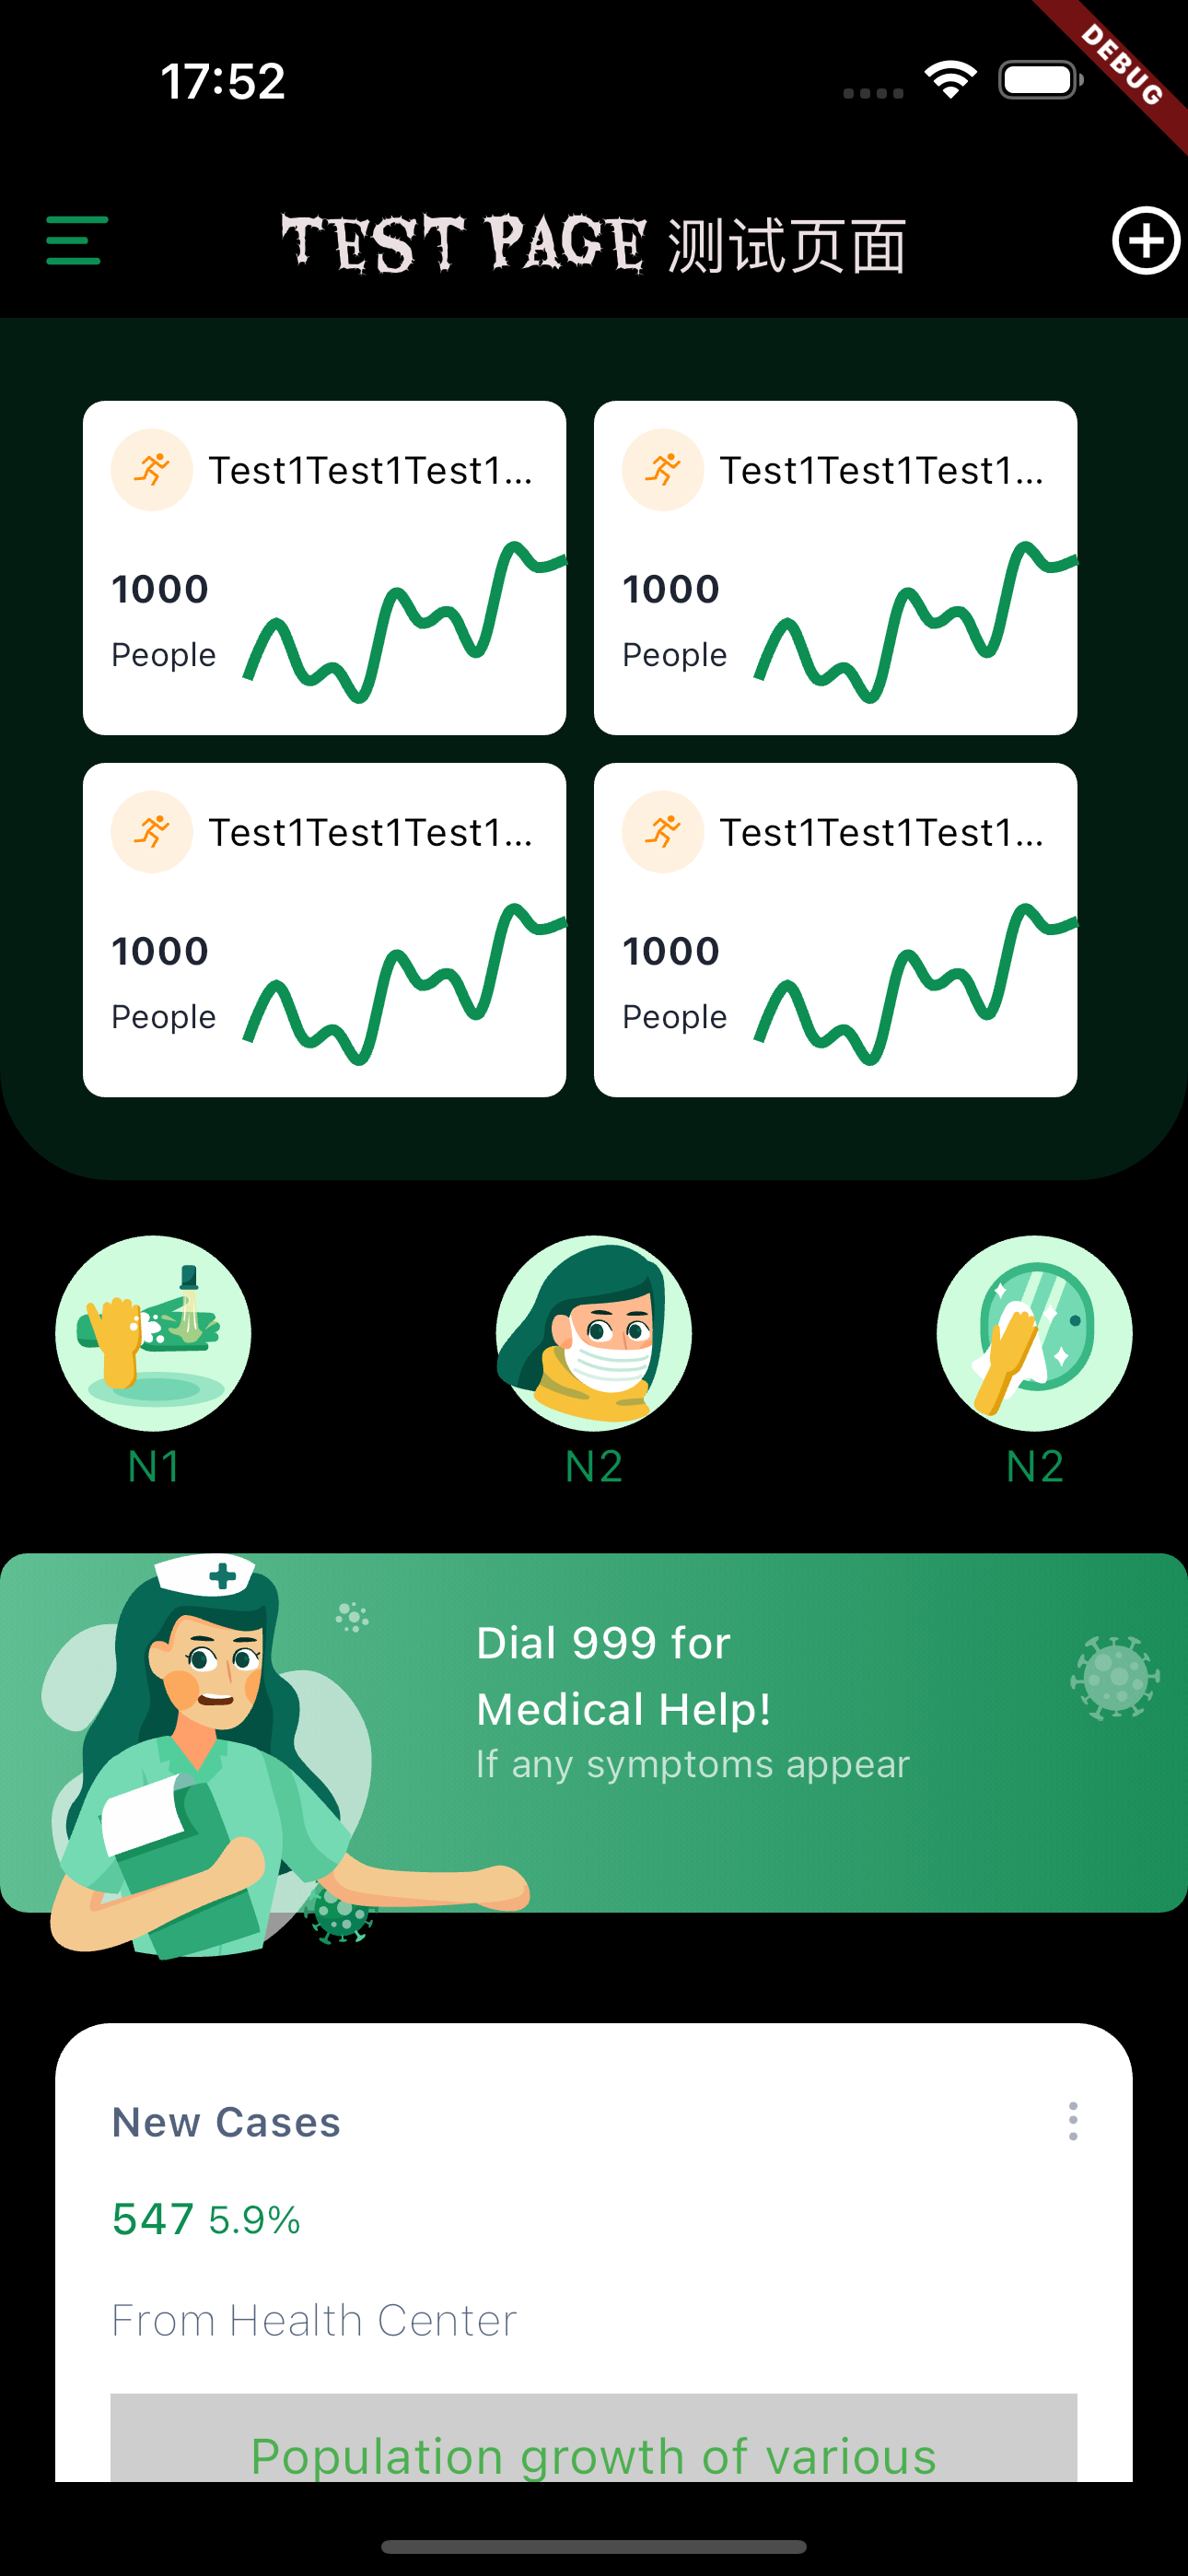 17:52
DEBUG
TEST PAGE 测试页面
Test1Test1Test1...
Test1Test1Test1...
1000
1000
People
People
Test1Test1Test1...
Test1Test1Test1...
1000
1000
People
People
N1
N2
N2
Dial 999 for
Medical Help!
If any symptoms appear
New Cases
547 5.9%
From Health Center
Population growth of various